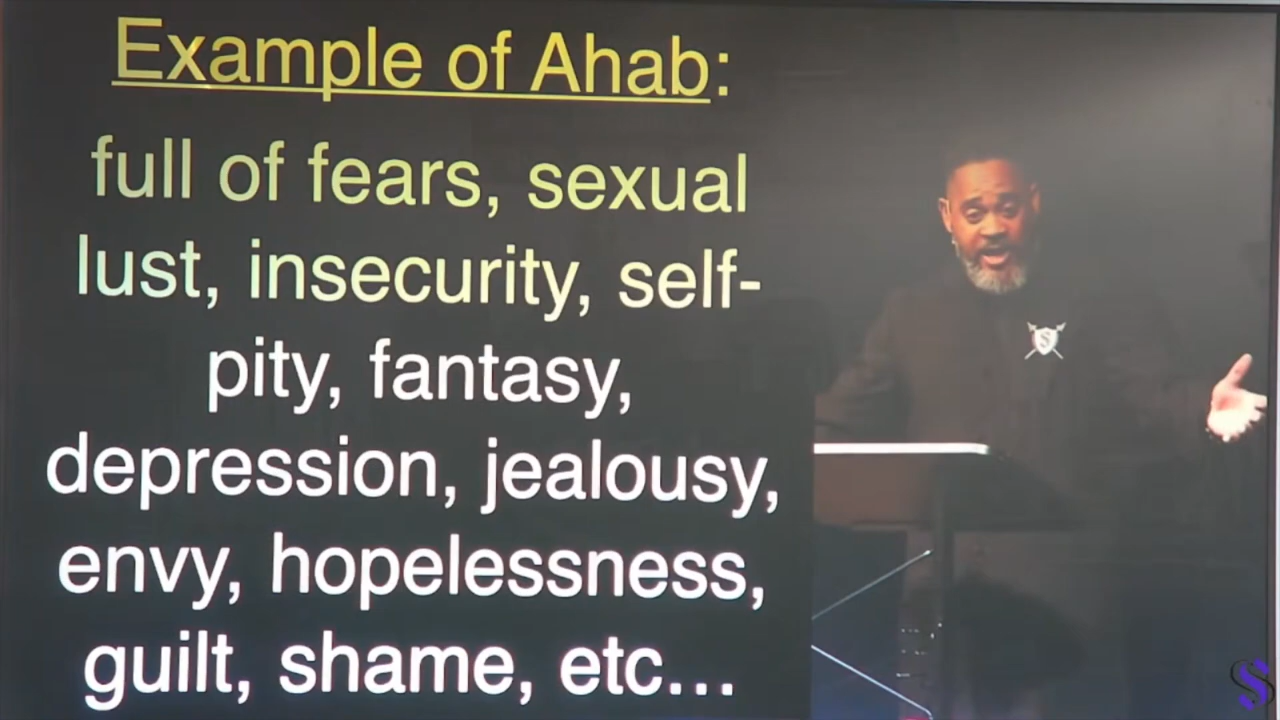 Example of Ahab:
full of fears, sexual
lust, insecurity, self-
pity, fantasy,
depression, jealousy,
envy, hopelessness,
guilt, shame, etc...
S
S